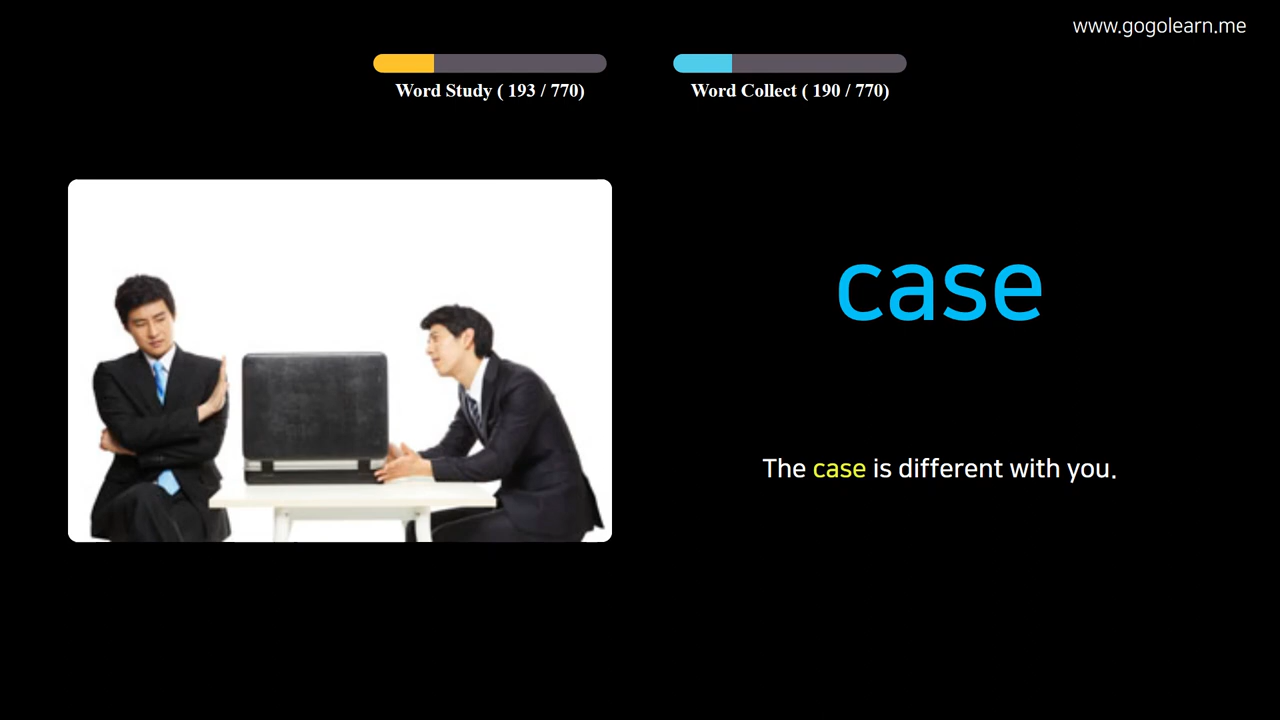 www.gogolearn.me
Word Study ( 193 / 770)
Word Collect ( 190 / 770)
case
The case is different with you.